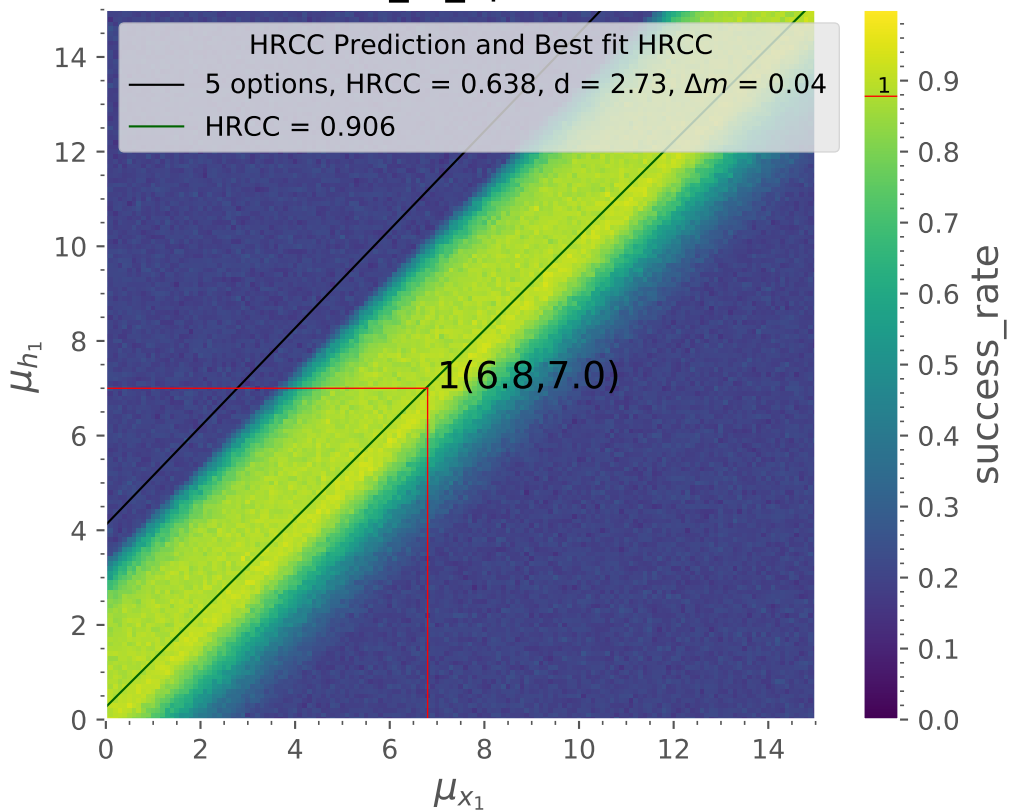 HRCC Prediction and Best fit HRCC
5 options, HRCC = 0.638, d = 2.73, Δm = 0.04
HRCC = 0.906
14
12
10
8
6
4
2
0
μh₁
1(6.8,7.0)
0 2 4 6 8 10 12 14
μx₁
1
0.9
0.8
0.7
0.6
0.5
0.4
0.3
0.2
0.1
0.0
success_rate